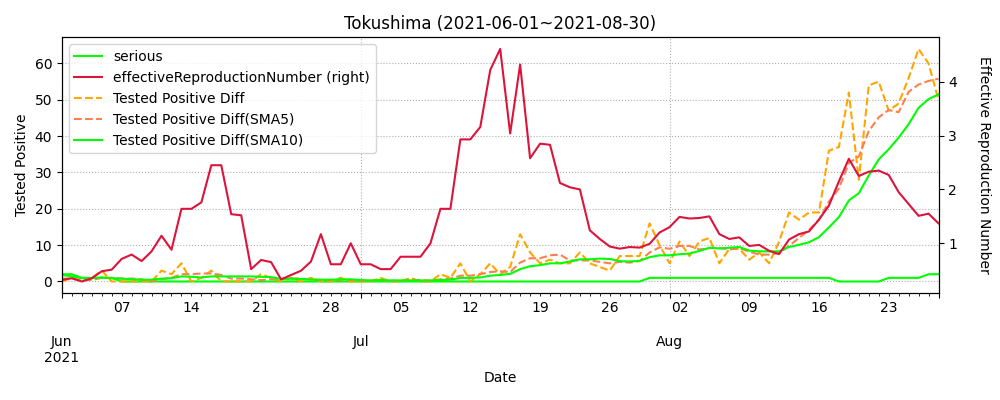 Tokushima (2021-06-01~2021-08-30)
serious
effectiveReproductionNumber (right)
Tested Positive Diff
Tested Positive Diff(SMA5)
Tested Positive Diff(SMA10)
60
50
40
30
20
10
0
Tested Positive
4
3
2
1
Effective Reproduction Number
07
14
21
28
05
12
19
26
02
09
16
23
Jun
2021
Jul
Aug
Date